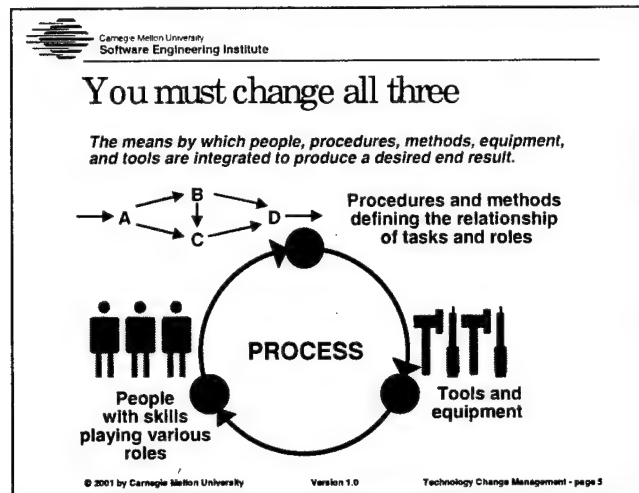 Carnegie Mellon University
Software Engineering Institute
You must change all three
The means by which people, procedures, methods, equipment,
and tools are integrated to produce a desired end result.
B
A
D
C
Procedures and methods
defining the relationship
of tasks and roles
PROCESS
People
with skills
playing various
roles
Tools and
equipment
© 2001 by Carnegie Mellon University
Version 1.0
Technology Change Management - page 5